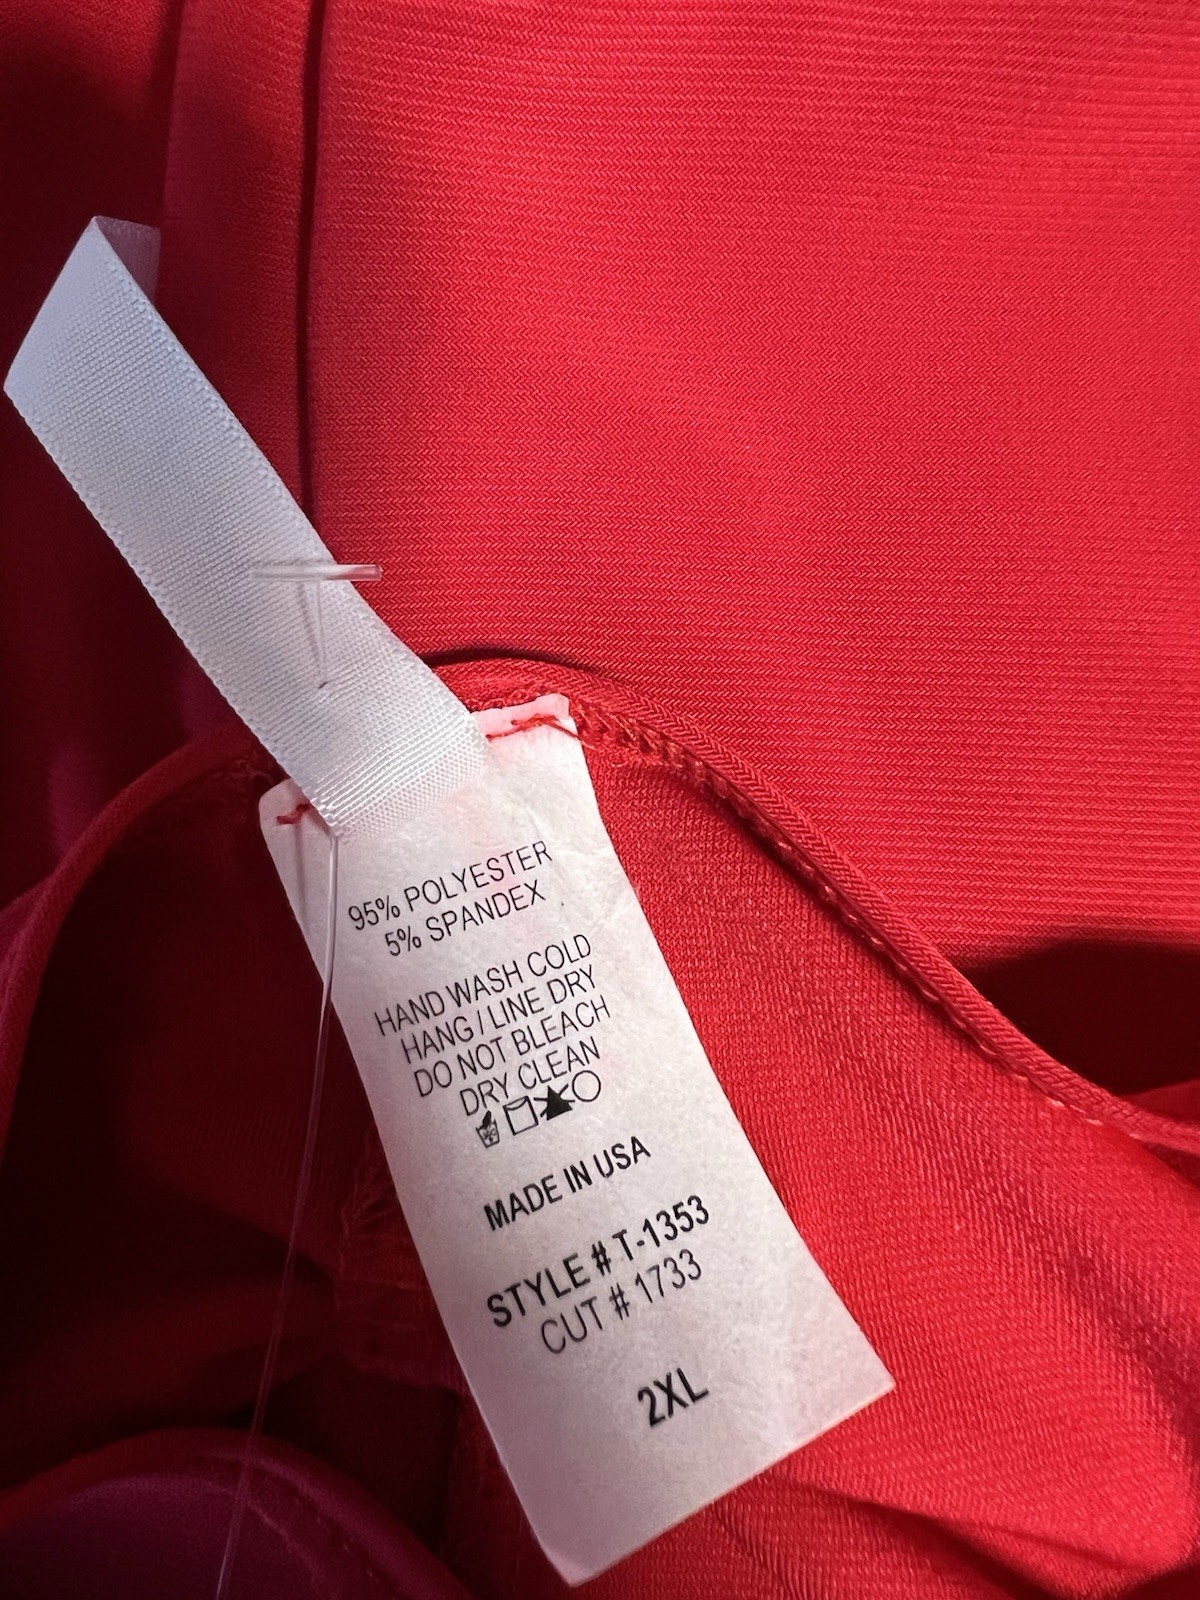 95% POLYESTER
5% SPANDEX
HAND WASH COLD
HANG / LINE DRY
DO NOT BLEACH
DRY CLEAN
MADE IN USA
STYLE # T-1353
CUT # 1733
2XL